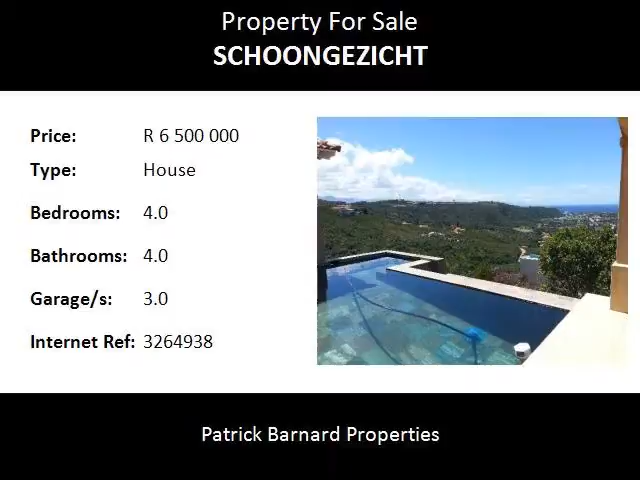 Property For Sale
SCHOONGEZICHT
Price: R 6 500 000
Type: House
Bedrooms: 4.0
Bathrooms: 4.0
Garage/s: 3.0
Internet Ref: 3264938
Patrick Barnard Properties